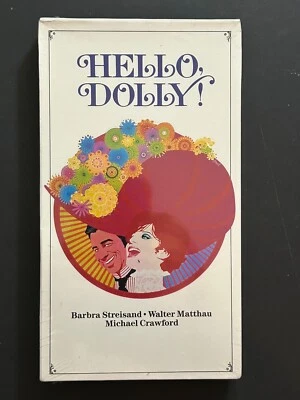 HELLO,
DOLLY!
Barbra Streisand • Walter Matthau
Michael Crawford